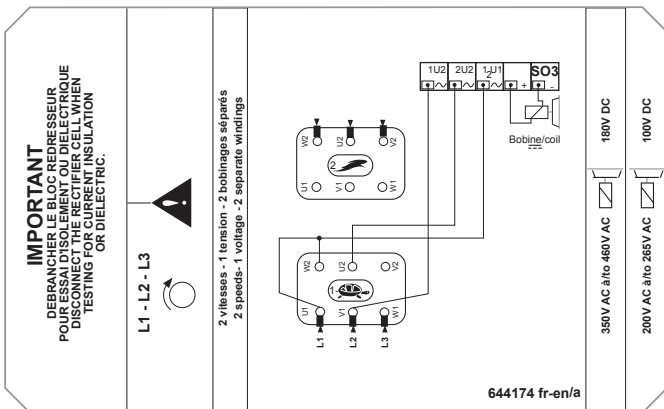 IMPORTANT
DEBRANCHER LE BLOC REDRESSEUR
POUR ESSAI D'ISOLEMENT OU DIELECTRIQUE
DISCONNECT THE RECTIFIER CELL WHEN
TESTING FOR CURRENT INSULATION
OR DIELECTRIC.
L1 - L2 - L3
2 vitesses - 1 tension - 2 bobinages séparés
2 speeds- 1 voltage - 2 separate windings
1U2 2U2 1U1 2 SO3
+ -
Bobine/coil
W2 U2 V2
2
U1 V1 W1
W2 U2 V2
1
U1 V1 W1
L1 L2 L3
644174 fr-en/a
350V AC à/to 460V AC 180V DC
200V AC à/to 265V AC 100V DC